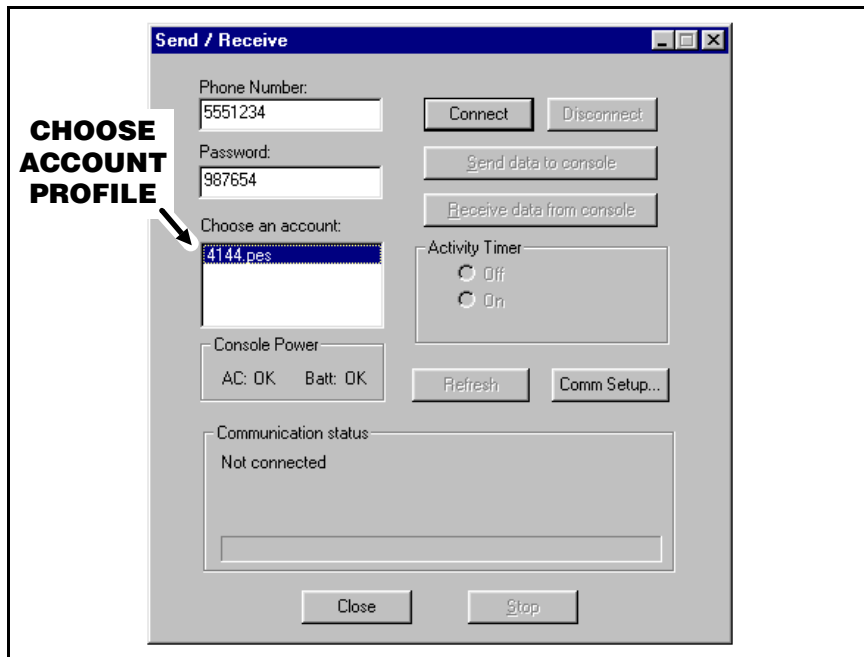 Send / Receive
CHOOSE
ACCOUNT
PROFILE
Phone Number:
5551234
Password:
987654
Choose an account:
4144.pes
Console Power
AC: OK Batt: OK
Connect Disconnect
Send data to console
Receive data from console
Activity Timer
Off
On
Refresh Comm Setup...
Communication status
Not connected
Close Stop